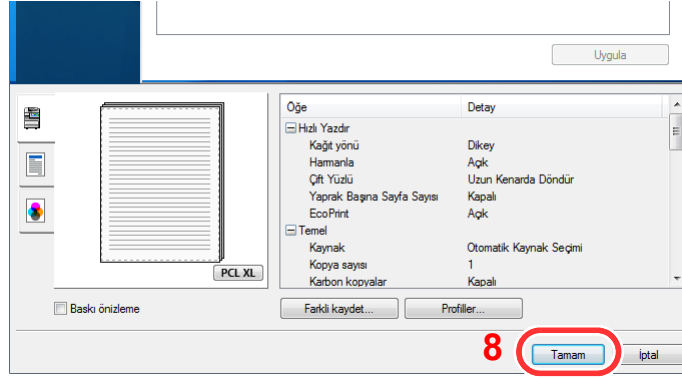 Uygula
Öğe Detay
Hızlı Yazdır
Kağıt yönü Dikey
Harmanla Açık
Çift Yüzlü Uzun Kenarda Döndür
Yaprak Başına Sayfa Sayısı Kapalı
EcoPrint Açık
Temel
Kaynak Otomatik Kaynak Seçimi
Kopya sayısı 1
Karbon kopyalar Kapalı
PCL XL
Baskı önizleme Farklı kaydet... Profiller...
8 Tamam İptal